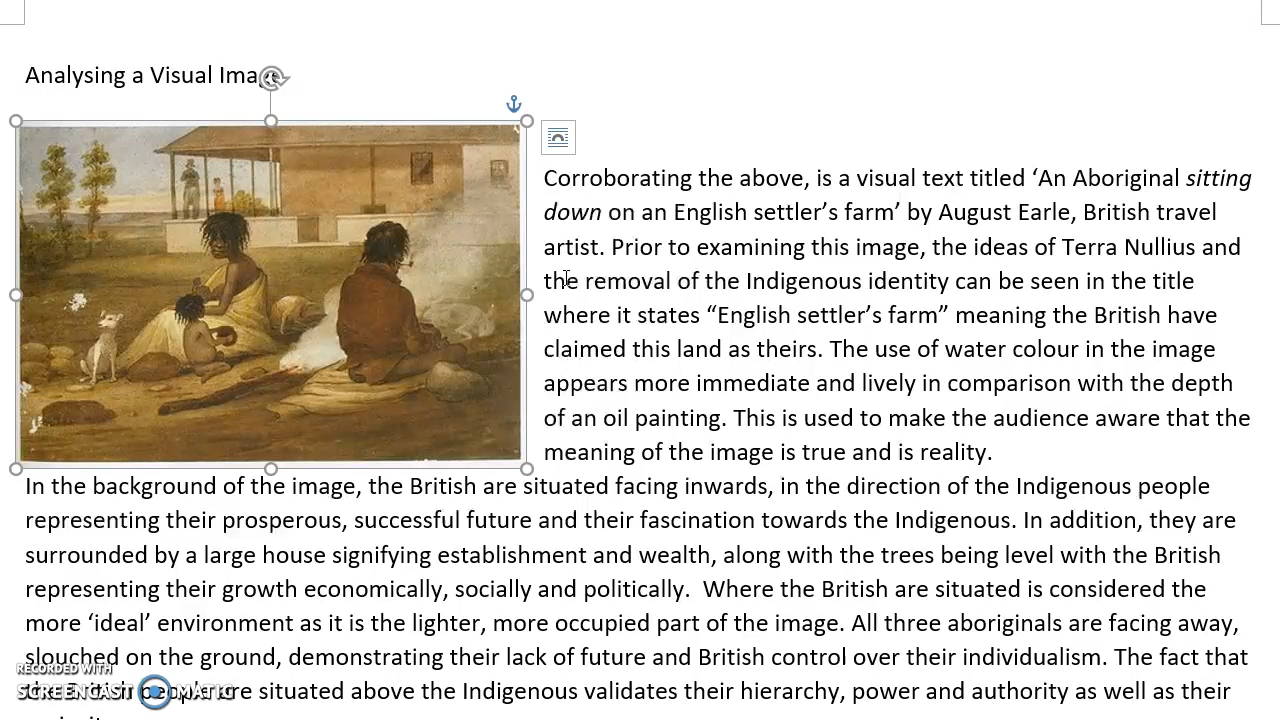 Analysing a Visual Image
Corroborating the above, is a visual text titled ‘An Aboriginal sitting
down on an English settler’s farm’ by August Earle, British travel
artist. Prior to examining this image, the ideas of Terra Nullius and
the removal of the Indigenous identity can be seen in the title
where it states “English settler’s farm” meaning the British have
claimed this land as theirs. The use of water colour in the image
appears more immediate and lively in comparison with the depth
of an oil painting. This is used to make the audience aware that the
meaning of the image is true and is reality.
In the background of the image, the British are situated facing inwards, in the direction of the Indigenous people
representing their prosperous, successful future and their fascination towards the Indigenous. In addition, they are
surrounded by a large house signifying establishment and wealth, along with the trees being level with the British
representing their growth economically, socially and politically.  Where the British are situated is considered the
more ‘ideal’ environment as it is the lighter, more occupied part of the image. All three aboriginals are facing away,
slouched on the ground, demonstrating their lack of future and British control over their individualism. The fact that
RECORDED WITH
the British people are situated above the Indigenous validates their hierarchy, power and authority as well as their
SCREENCAST MATIC